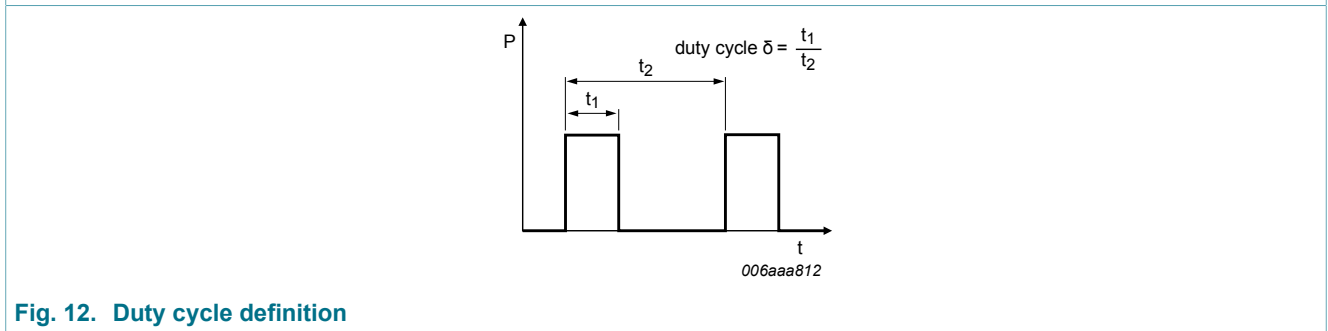 P
duty cycle δ = t1
t2
t2
t1
t
006aaa812
Fig. 12. Duty cycle definition